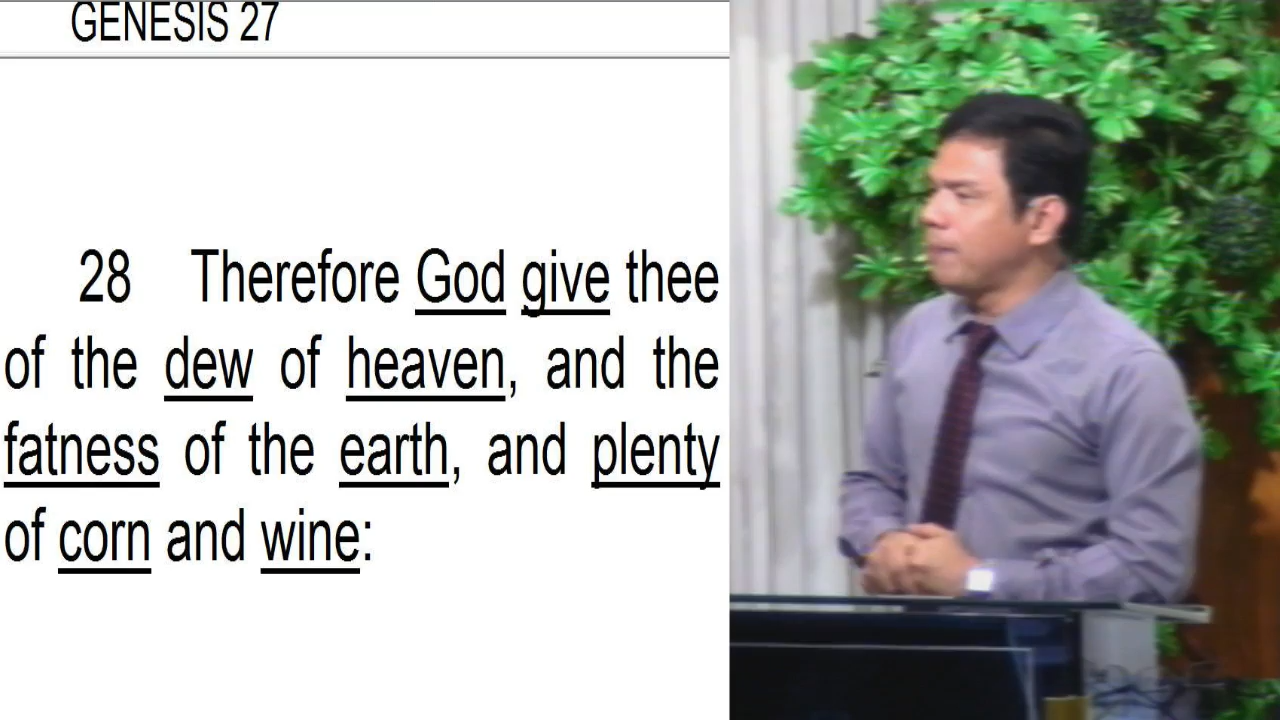 GENESIS 27
28 Therefore God give thee
of the dew of heaven, and the
fatness of the earth, and plenty
of corn and wine: